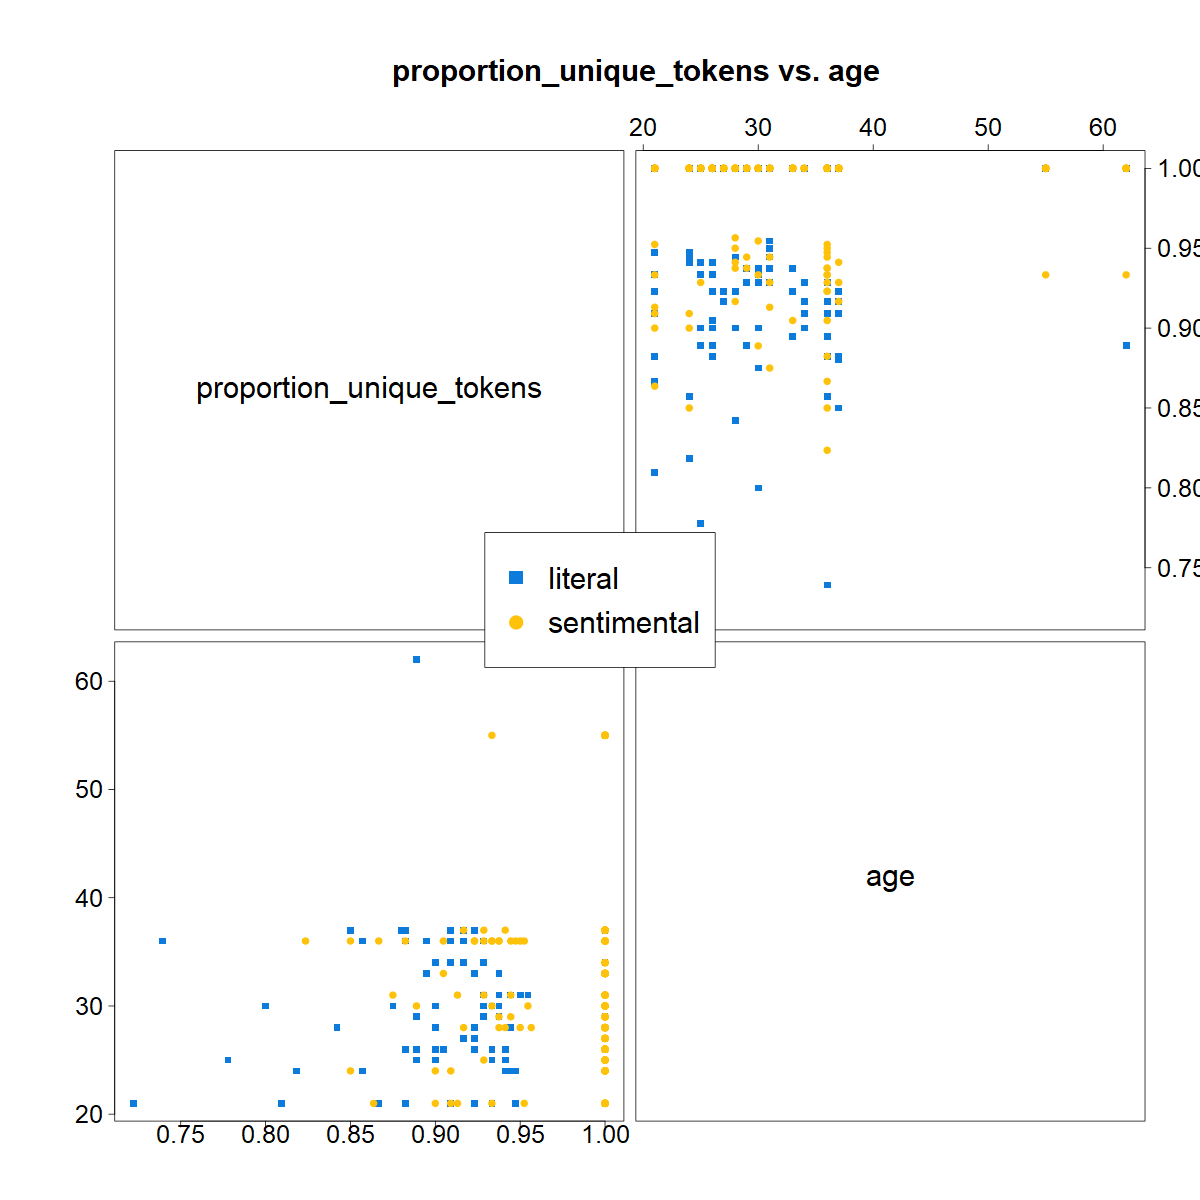 proportion_unique_tokens vs. age
20 30 40 50 60
1.00
0.95
0.90
0.85
0.80
0.75
proportion_unique_tokens
literal
sentimental
60
50
40
30
20
age
0.75 0.80 0.85 0.90 0.95 1.00